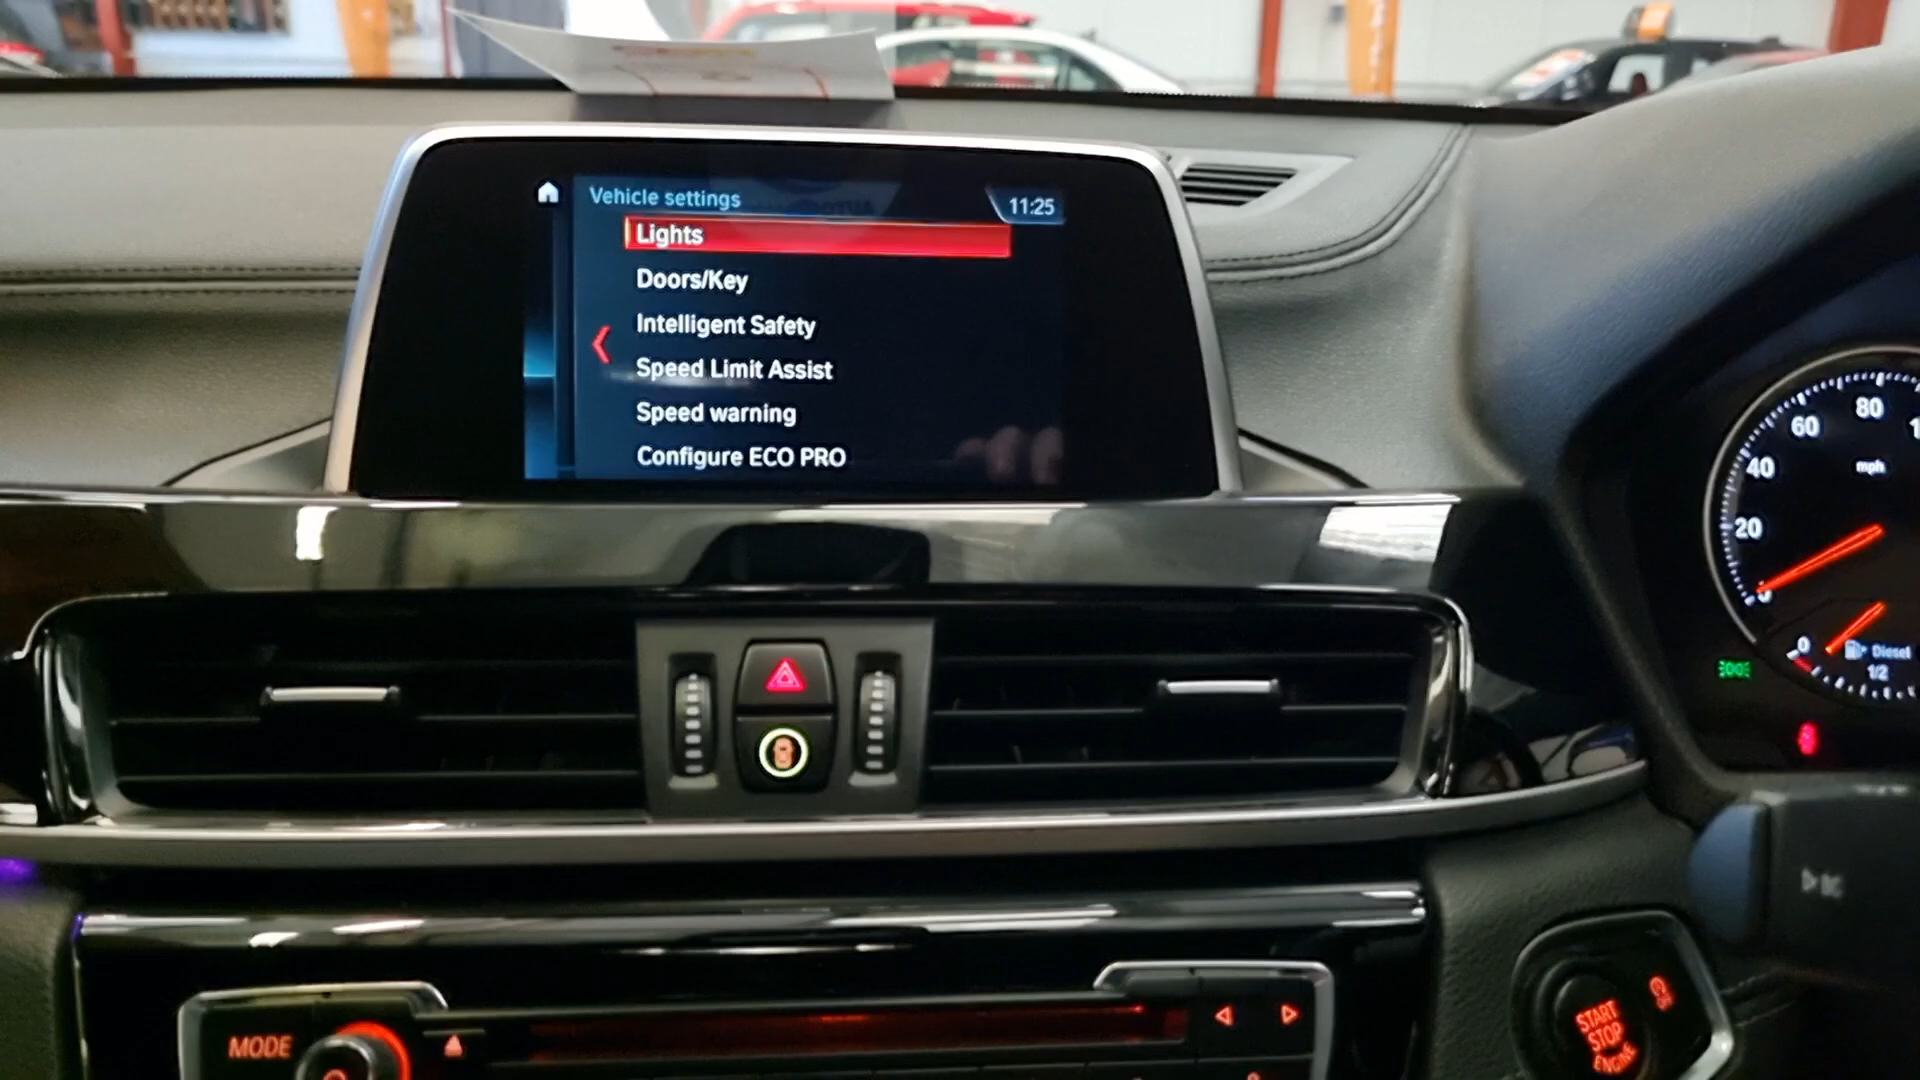 Vehicle settings
11:25
Lights
Doors/Key
Intelligent Safety
Speed Limit Assist
Speed warning
Configure ECO PRO
80
60
40
mph
20
0
0
Diesel
1/2
MODE
START
STOP
ENGINE